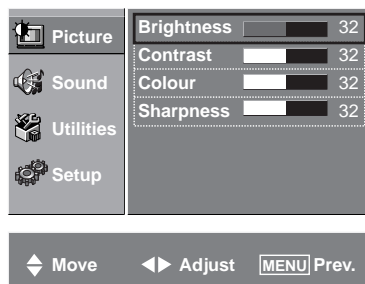 Picture
Sound
Utilities
Setup
Brightness 32
Contrast 32
Colour 32
Sharpness 32
Move Adjust MENU Prev.